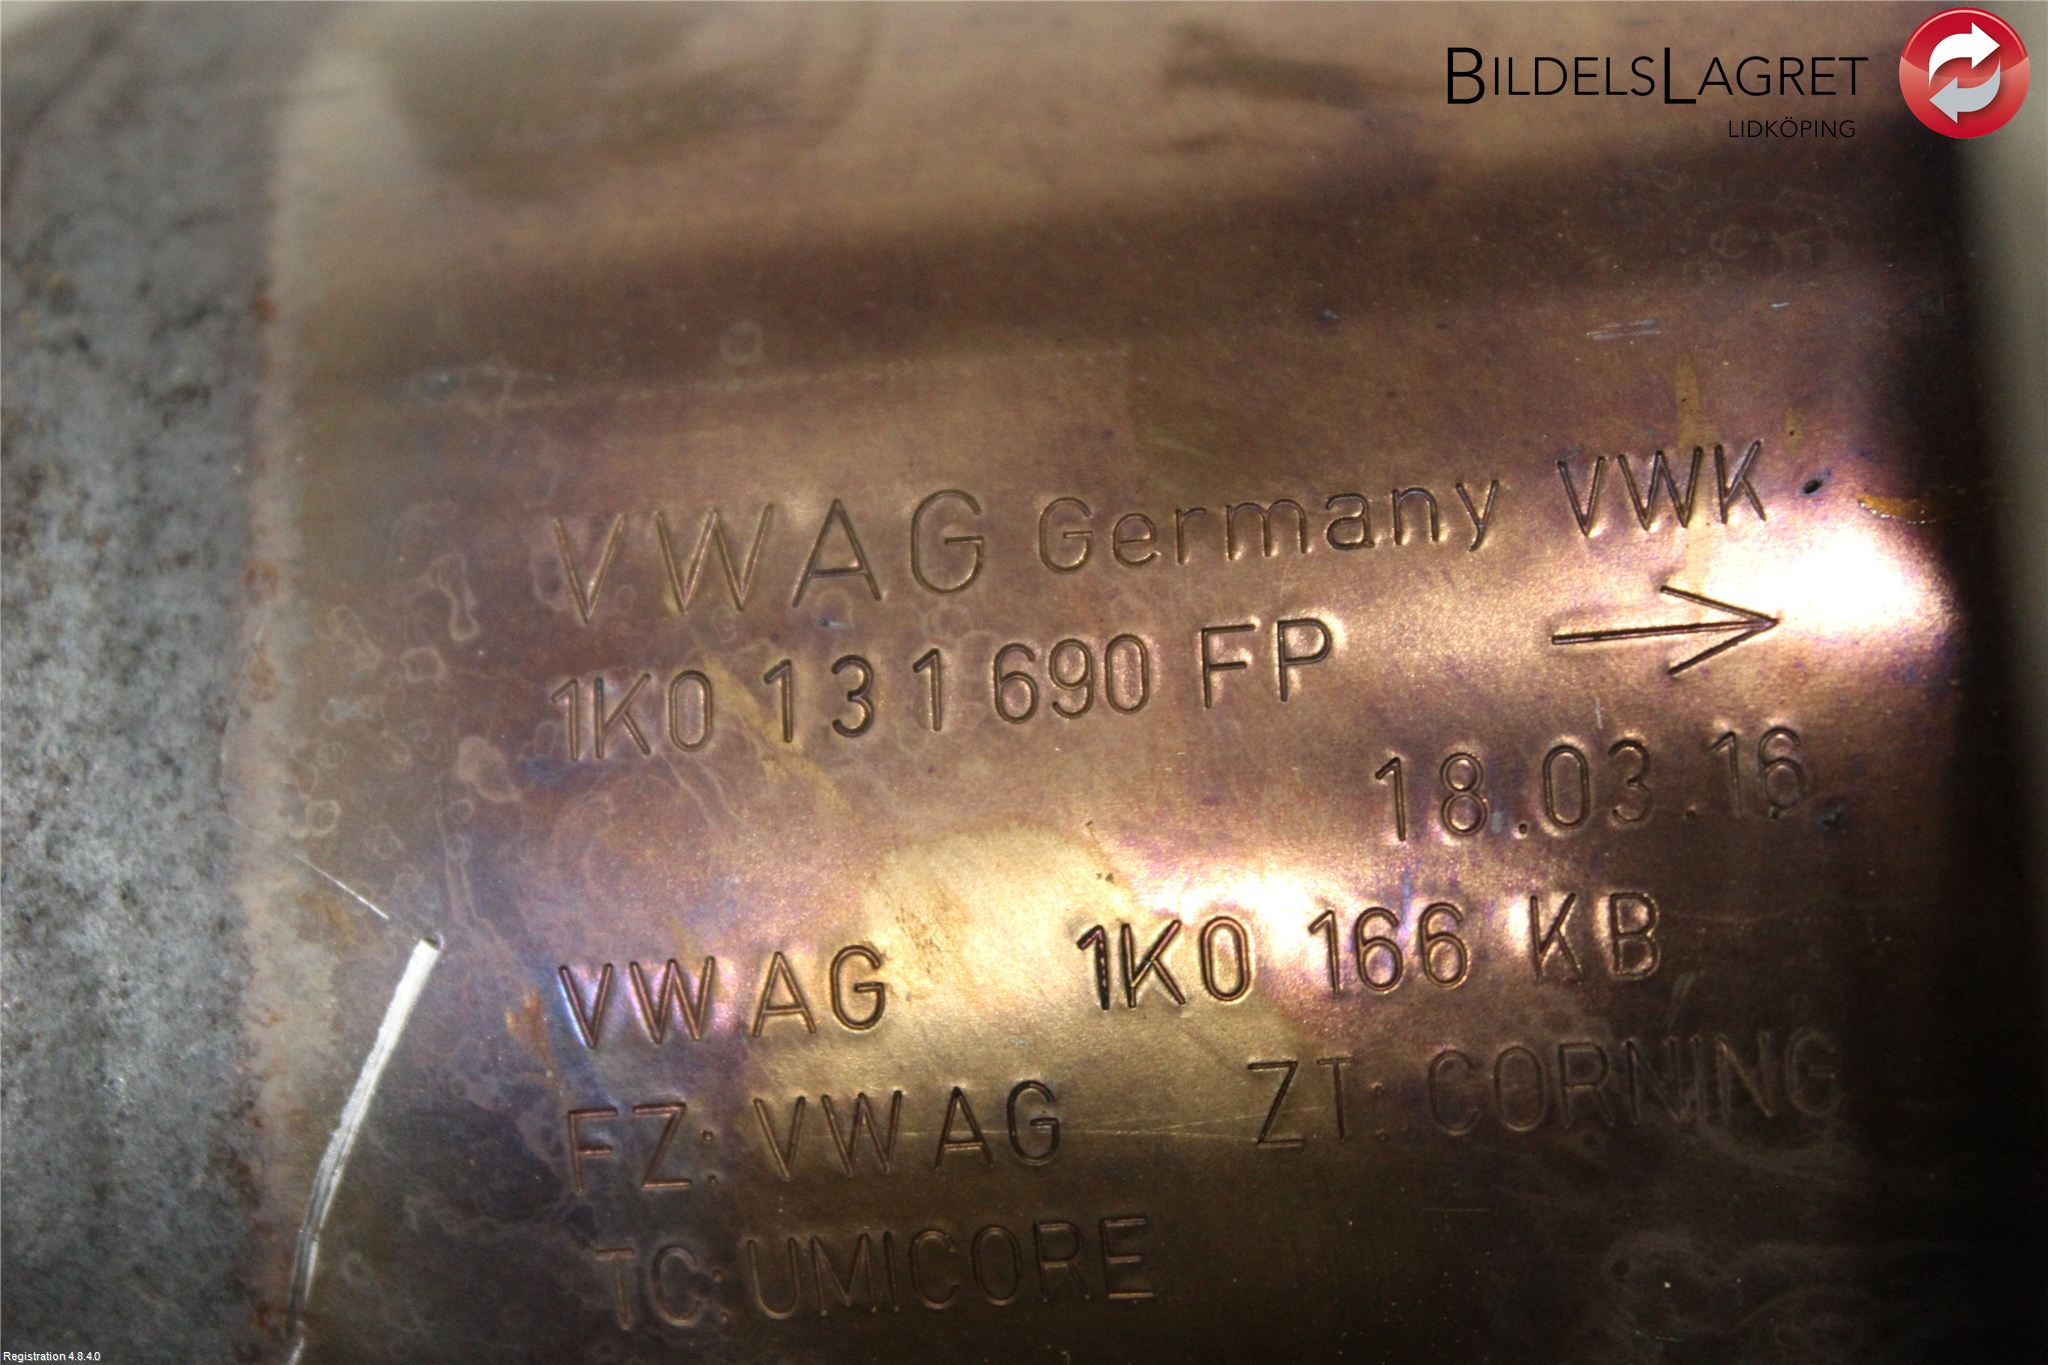 BILDELSLAGRET
LIDKÖPING
VWAG Germany VWK
1K0 131 690 FP
18.03.16
VWAG 1K0 166 KB
FZ: VWAG ZT: CORNING
TC: UMICORE
Registration 4.8.4.0